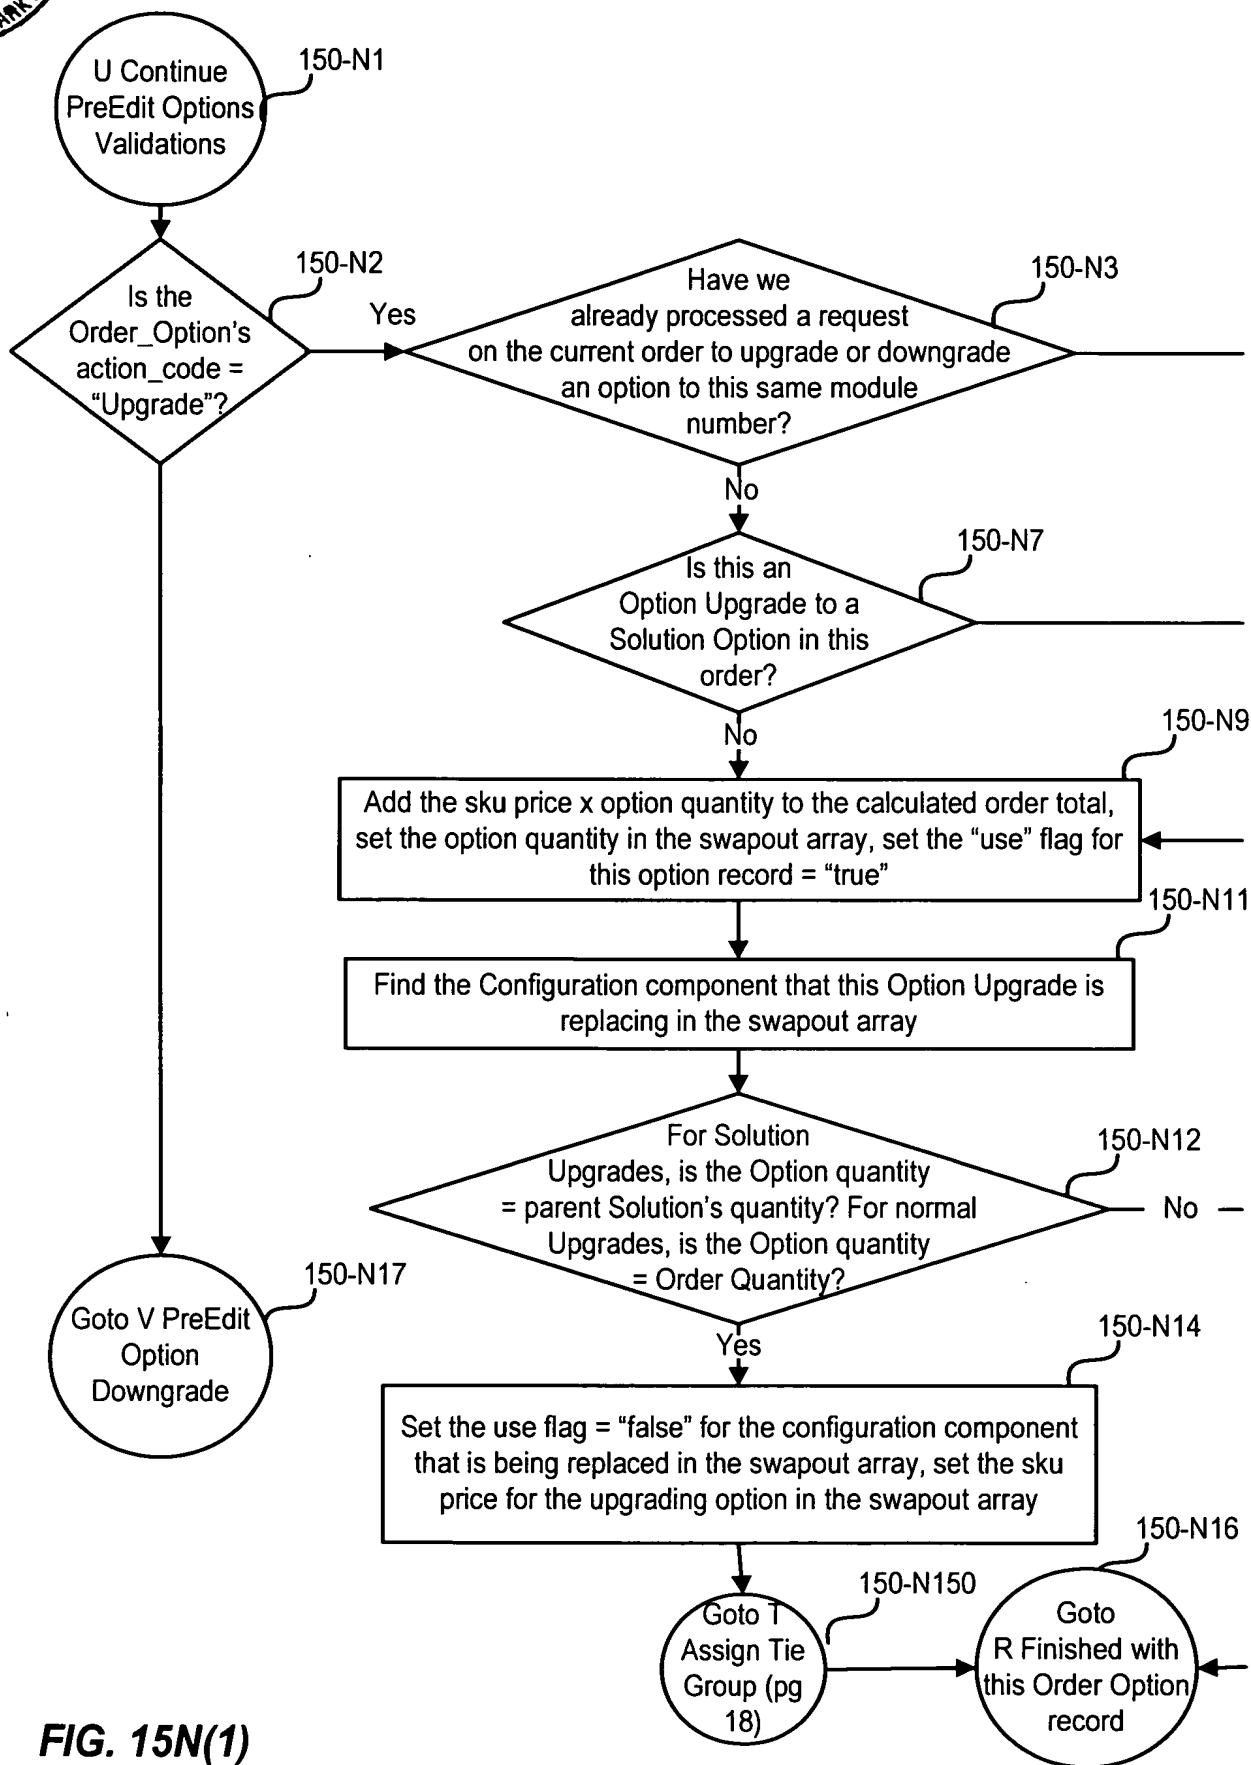 150-N1
U Continue
PreEdit Options
Validations
150-N2
Is the
Order_Option's
action_code =
“Upgrade”?
Yes
150-N3
Have we
already processed a request
on the current order to upgrade or downgrade
an option to this same module
number?
No
150-N7
Is this an
Option Upgrade to a
Solution Option in this
order?
No
150-N9
Add the sku price x option quantity to the calculated order total,
set the option quantity in the swapout array, set the “use” flag for
this option record = “true”
150-N11
Find the Configuration component that this Option Upgrade is
replacing in the swapout array
150-N12
For Solution
Upgrades, is the Option quantity
= parent Solution's quantity? For normal
Upgrades, is the Option quantity
= Order Quantity?
No
Yes
150-N17
Goto V PreEdit
Option
Downgrade
150-N14
Set the use flag = “false” for the configuration component
that is being replaced in the swapout array, set the sku
price for the upgrading option in the swapout array
150-N150
Goto T
Assign Tie
Group (pg
18)
150-N16
Goto
R Finished with
this Order Option
record
FIG. 15N(1)